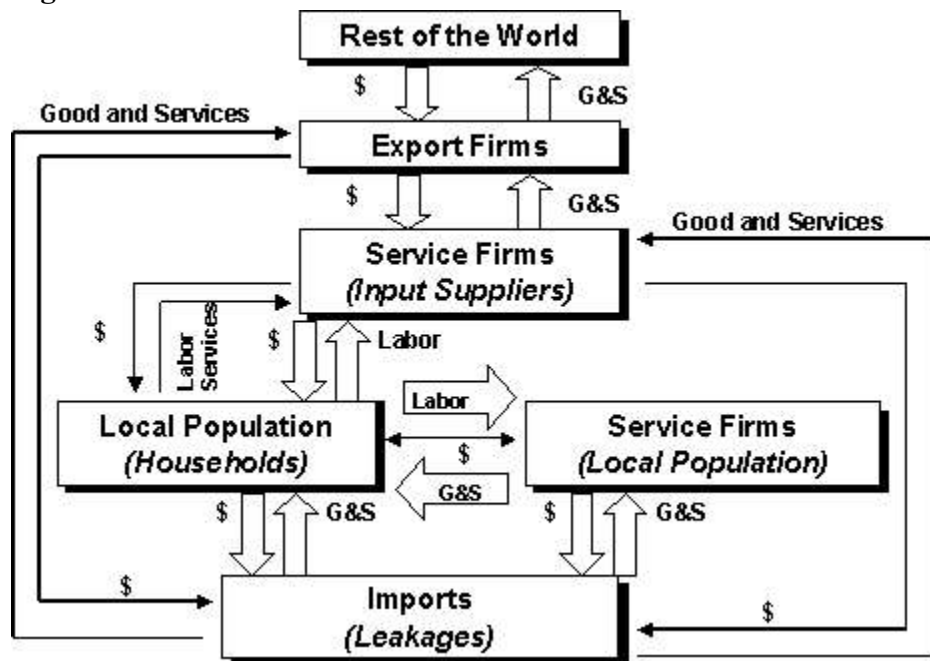 Rest of the World
$
G&S
Good and Services
Export Firms
$
G&S
Good and Services
Service Firms
(Input Suppliers)
$
Labor
Services
$
Labor
Labor
Local Population
(Households)
$
Service Firms
(Local Population)
G&S
$
G&S
$
G&S
$
Imports
(Leakages)
$